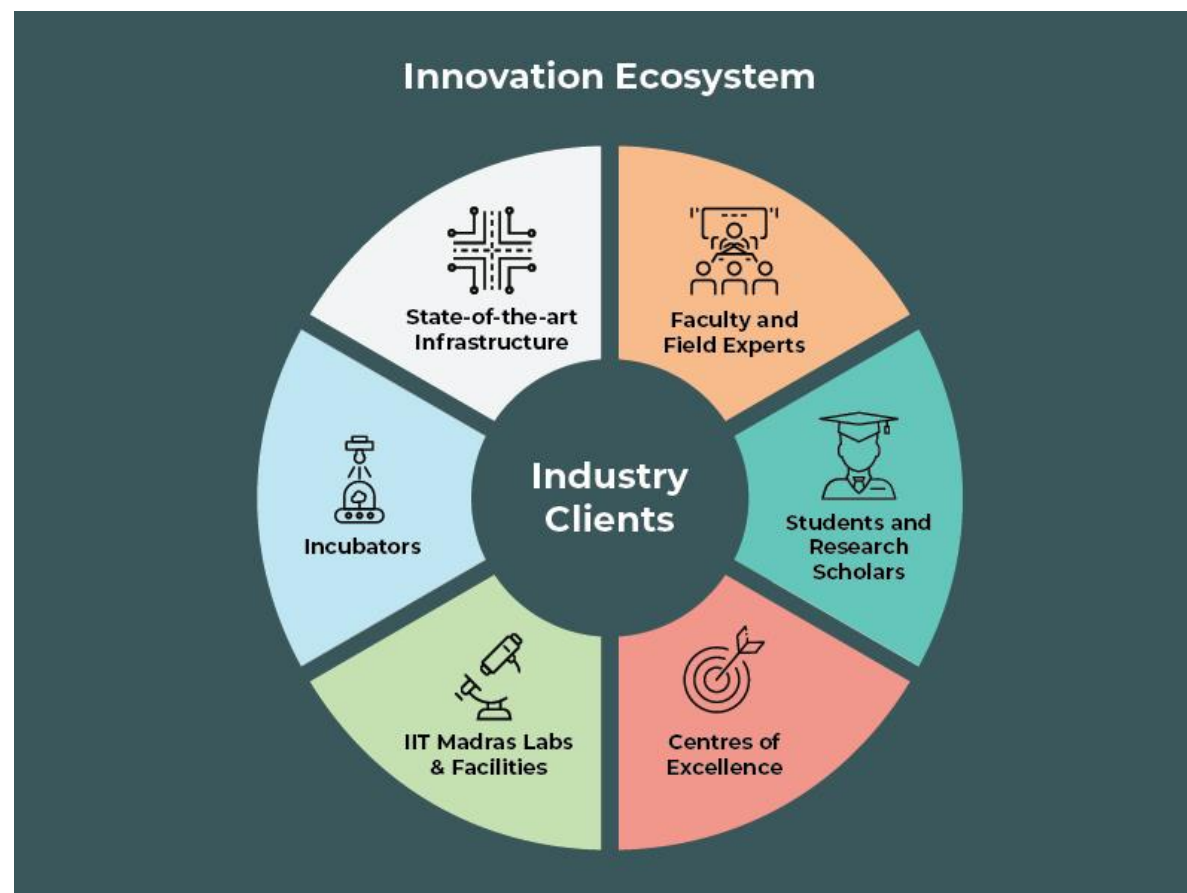 Innovation Ecosystem
State-of-the-art
Infrastructure
Faculty and
Field Experts
Industry
Clients
Students and
Research
Scholars
Incubators
IIT Madras Labs
& Facilities
Centres of
Excellence